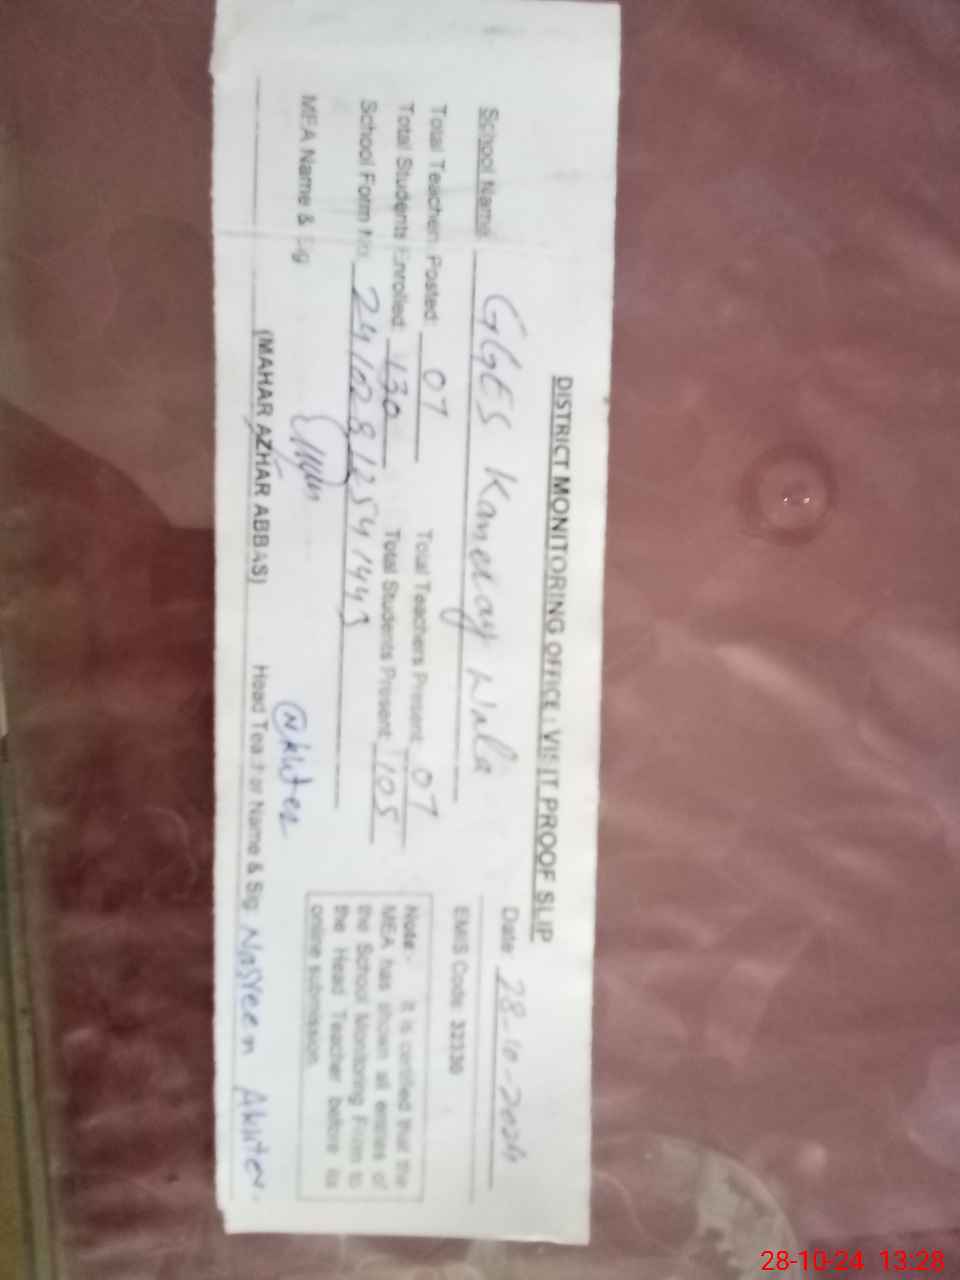 DISTRICT MONITORING OFFICE : VISIT PROOF SLIP
Date: 28-10-2024
School Name GGES Kaneray Wala
EMIS Code: 32330
Total Teachers Posted: 07 Total Teachers Present 07
Total Students Enrolled: 130 Total Students Present 105
School Form No. 24102812541443
Note:- It is certified that the
MEA has shown all entries of
the School Monitoring From to
the Head Teacher before its
online submission.
MEA Name & Sig
@khter
(MAHAR AZHAR ABBAS) Head Teacher Name & Sig: Nasreen Akhter.
28-10-24 13:28